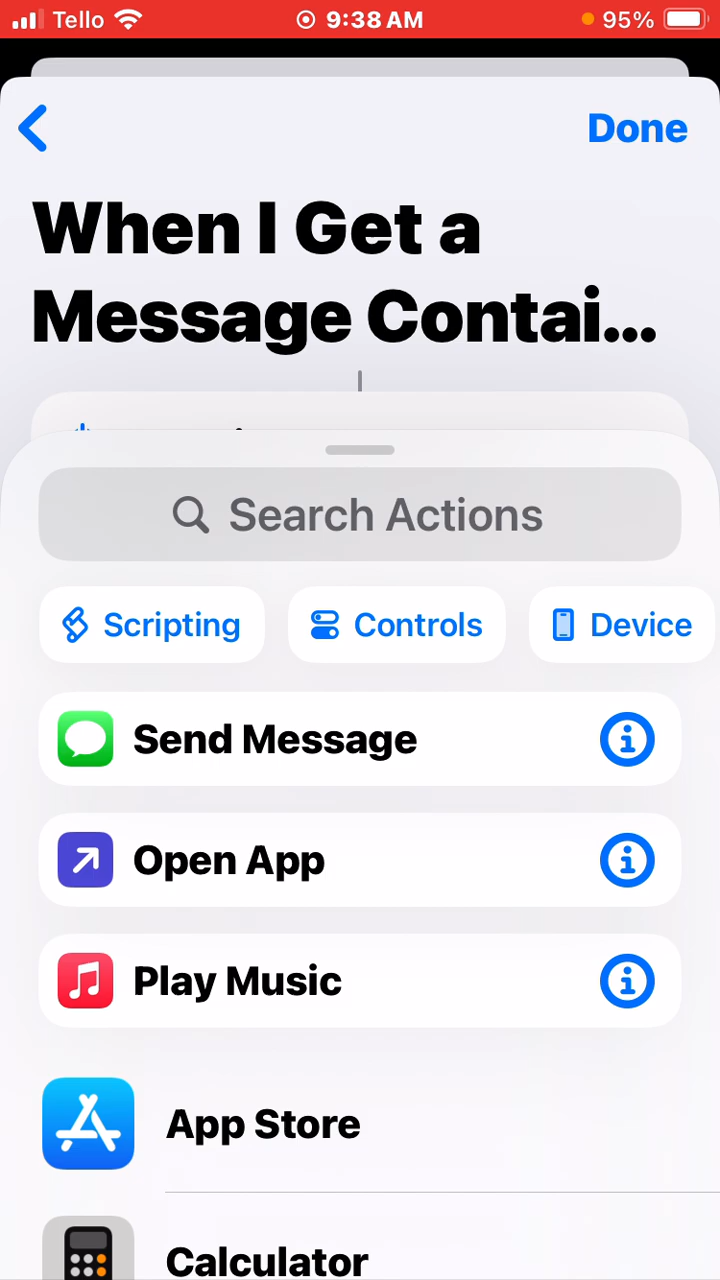 Tello 9:38 AM 95%
Done
When I Get a
Message Contai...
Search Actions
Scripting Controls Device
Send Message
Open App
Play Music
App Store
Calculator